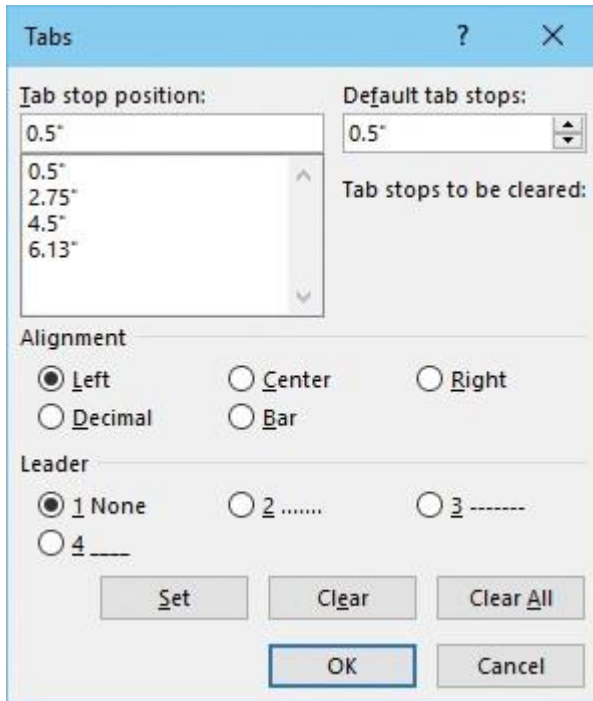 Tabs ?
Tab stop position: Default tab stops:
0.5" 0.5"
0.5"
2.75"
4.5"
6.13"
Tab stops to be cleared:
Alignment
Left Center Right
Decimal Bar
Leader
1 None 2 ....... 3 -------
4 ____
Set Clear Clear All
OK Cancel